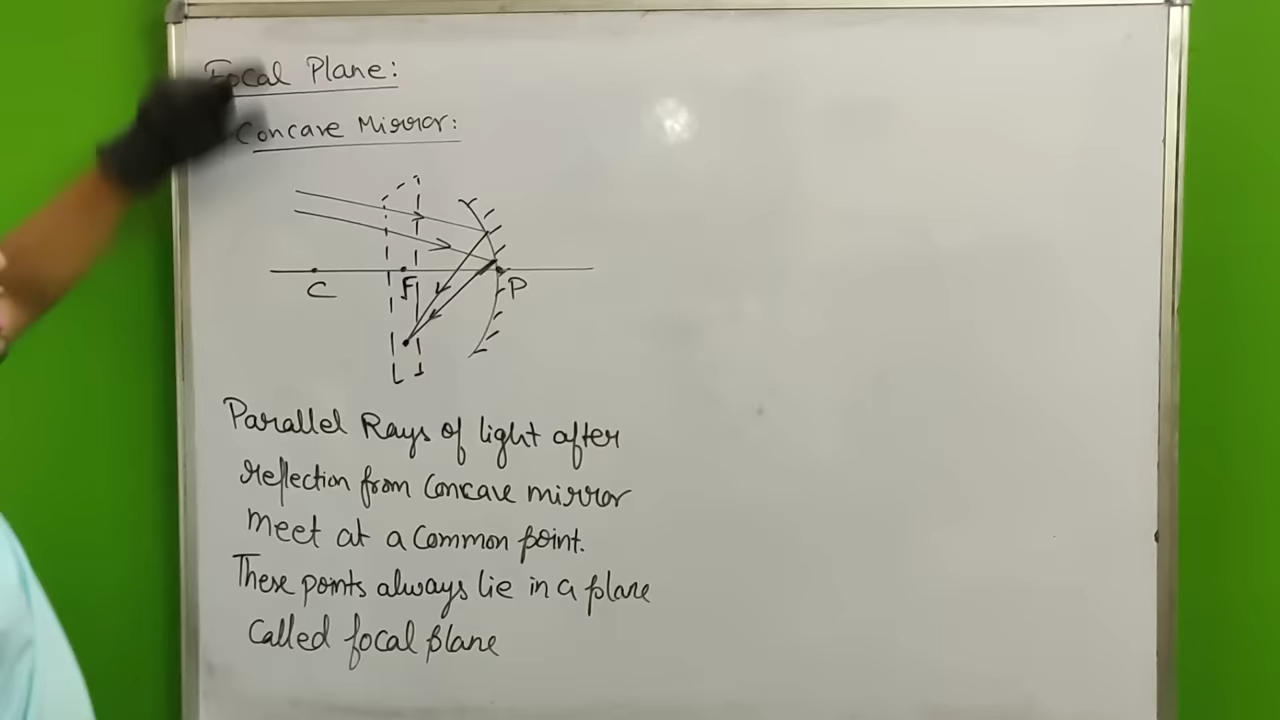 Focal Plane:
Concave Mirror:
C
F
P
Parallel Rays of light after
reflection from Concave mirror
meet at a Common point.
These points always lie in a plane
Called focal plane